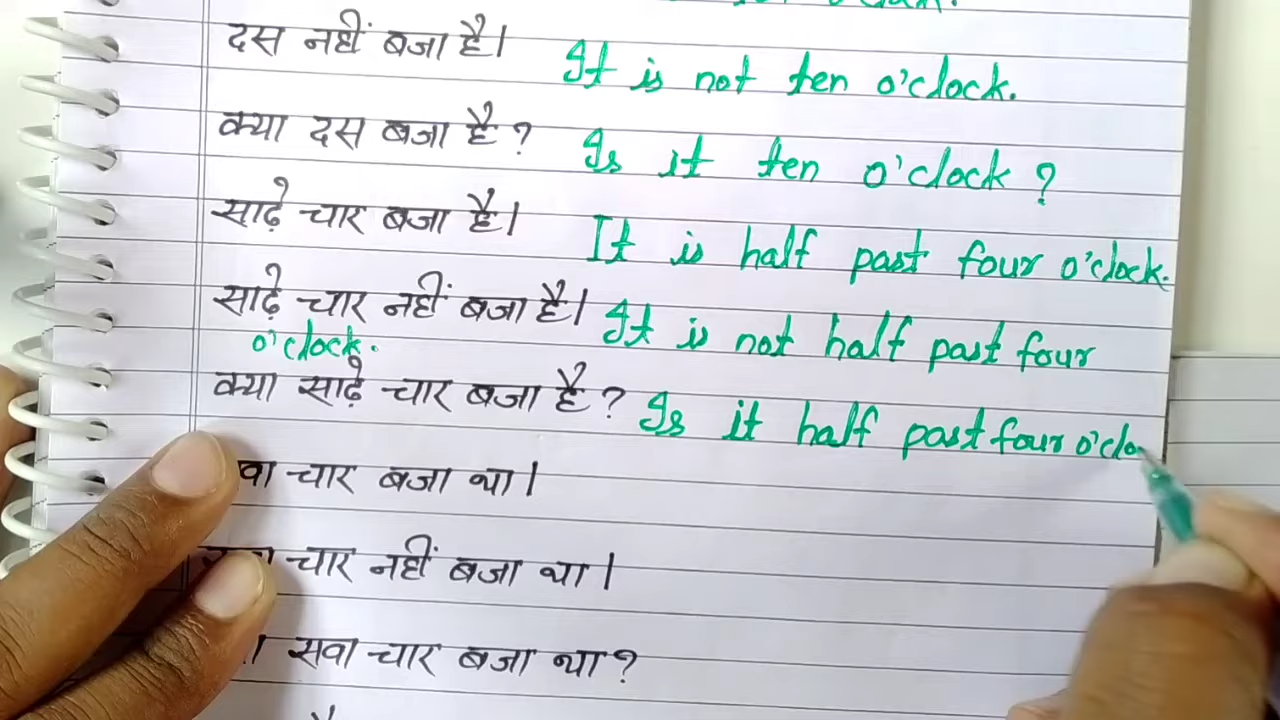 दस नहीं बजा है। It is not ten o'clock.
क्या दस बजा है? Is it ten o'clock?
साढ़े चार बजा है। It is half past four o'clock.
साढ़े चार नहीं बजा है। It is not half past four
o'clock.
क्या साढ़े चार बजा है? Is it half past four o'clo
चार बजा था।
चार नहीं बजा था।
सवा चार बजा था?